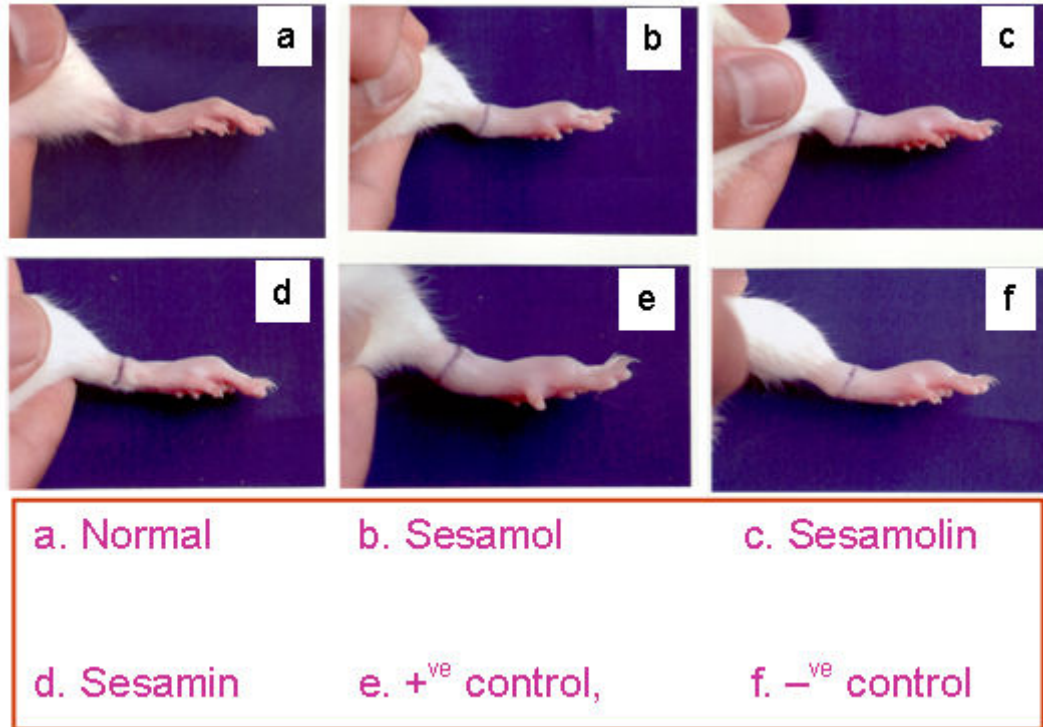 a
b
c
d
e
f
a. Normal b. Sesamol c. Sesamolin
d. Sesamin e. +ve control, f. –ve control